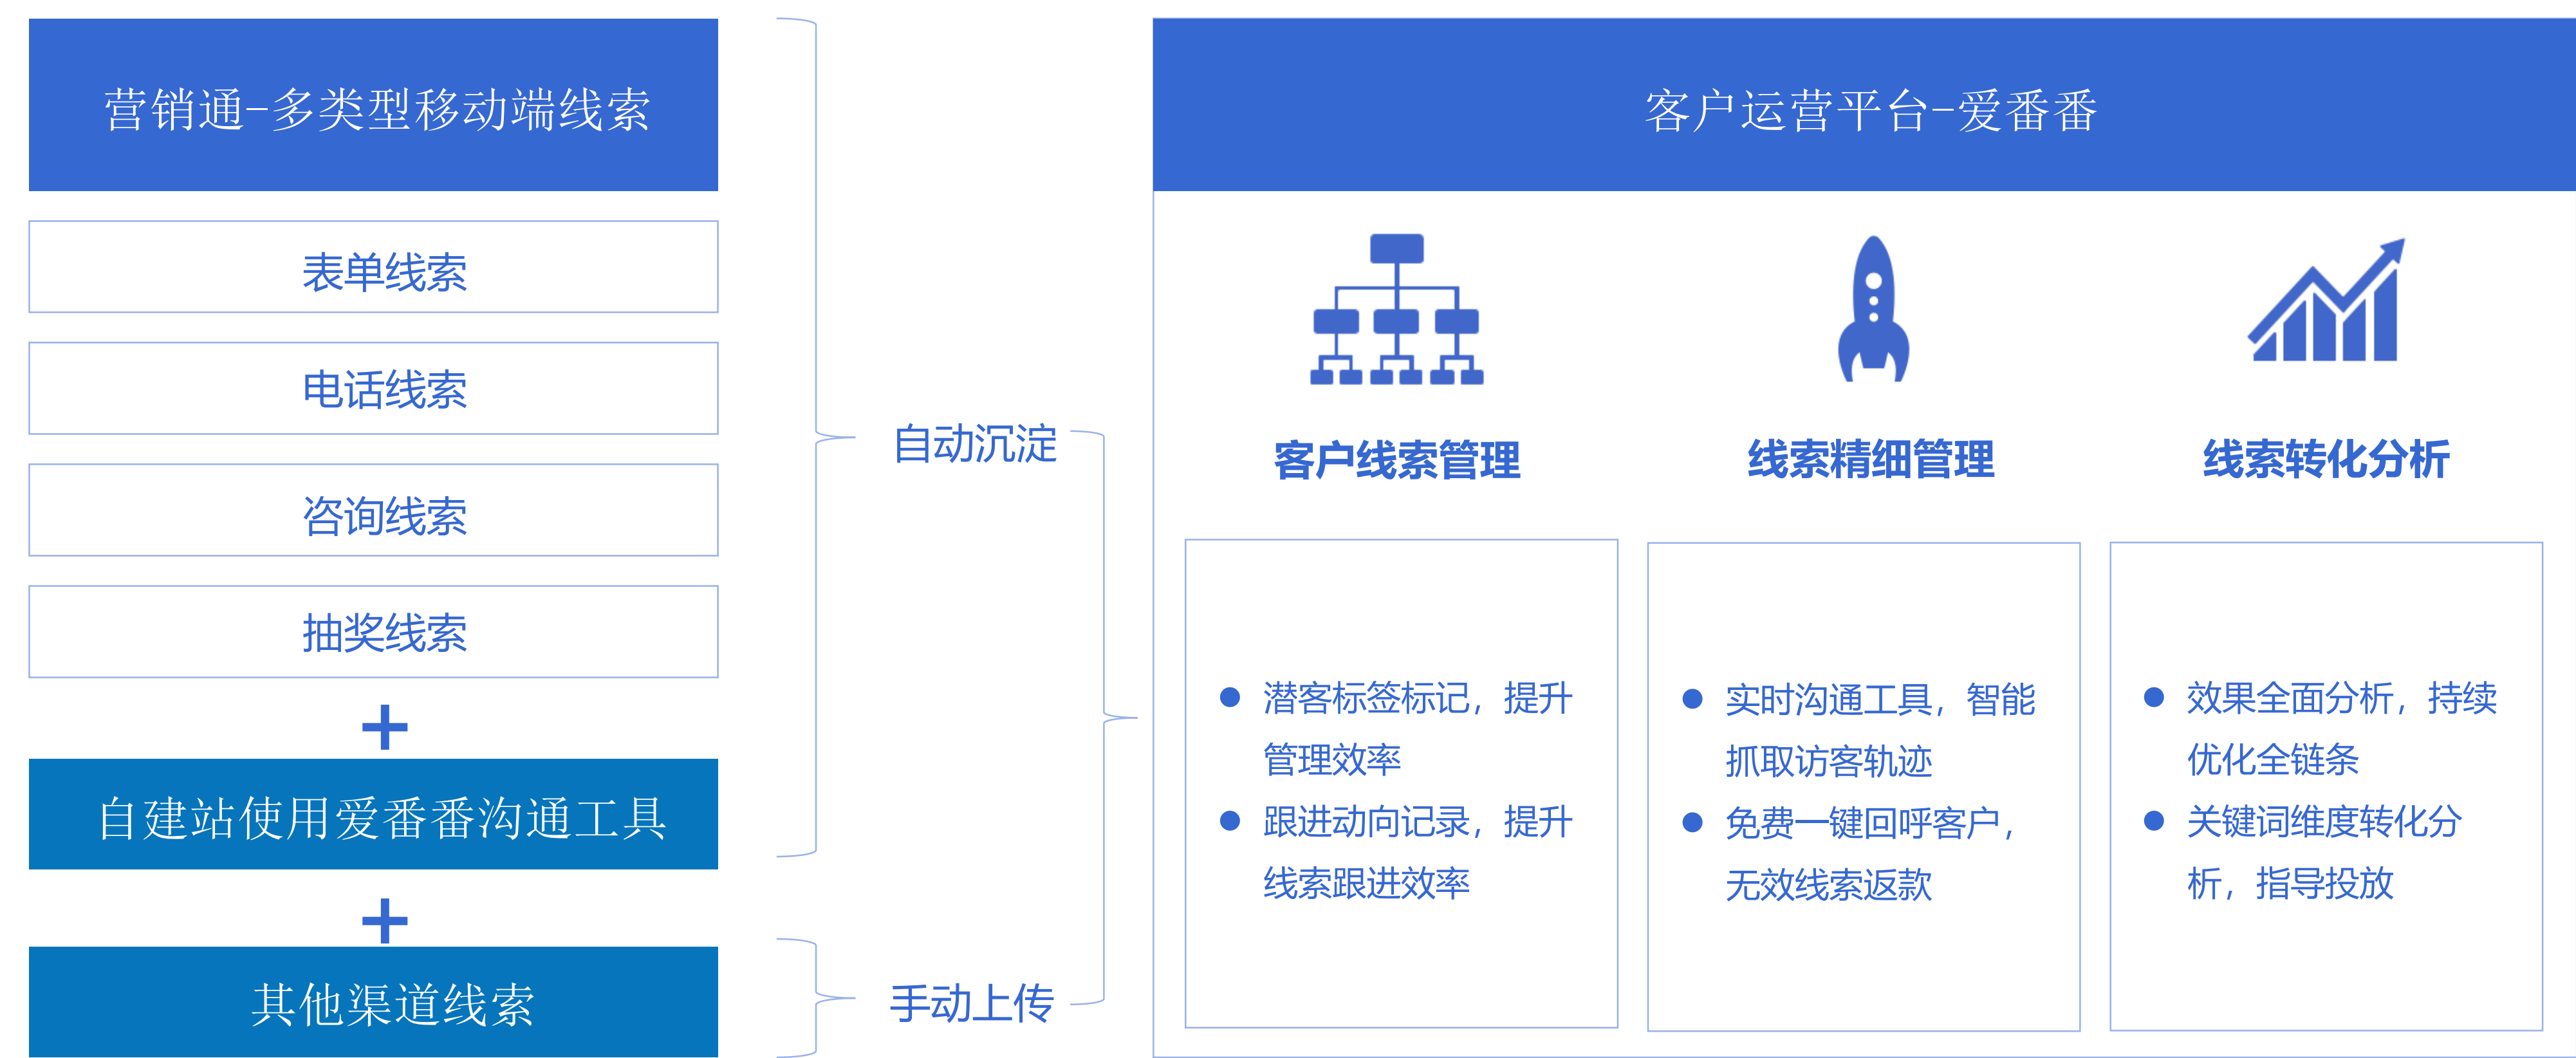 营销通-多类型移动端线索
表单线索
电话线索
咨询线索
抽奖线索
+
自建站使用爱番番沟通工具
+
其他渠道线索
自动沉淀
手动上传
客户运营平台-爱番番
客户线索管理
潜客标签标记，提升
管理效率
跟进动向记录，提升
线索跟进效率
线索精细管理
实时沟通工具，智能
抓取访客轨迹
免费一键回呼客户，
无效线索返款
线索转化分析
效果全面分析，持续
优化全链条
关键词维度转化分
析，指导投放